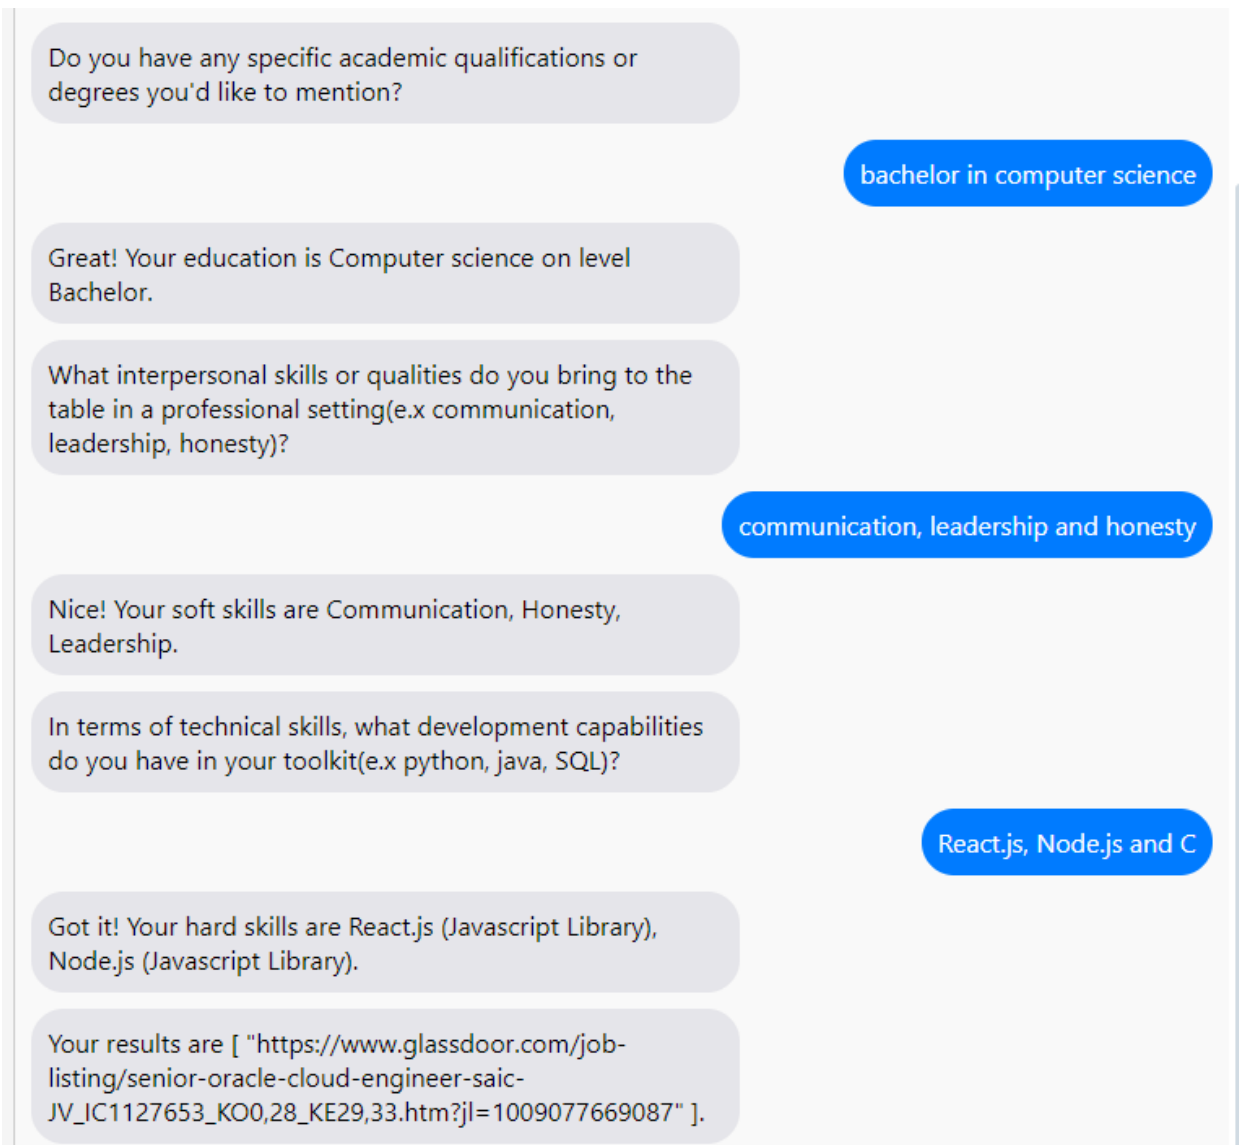 Do you have any specific academic qualifications or
degrees you'd like to mention?
bachelor in computer science
Great! Your education is Computer science on level
Bachelor.
What interpersonal skills or qualities do you bring to the
table in a professional setting(e.x communication,
leadership, honesty)?
communication, leadership and honesty
Nice! Your soft skills are Communication, Honesty,
Leadership.
In terms of technical skills, what development capabilities
do you have in your toolkit(e.x python, java, SQL)?
React.js, Node.js and C
Got it! Your hard skills are React.js (Javascript Library),
Node.js (Javascript Library).
Your results are [ "https://www.glassdoor.com/job-
listing/senior-oracle-cloud-engineer-saic-
JV_IC1127653_KO0,28_KE29,33.htm?jl=1009077669087" ].